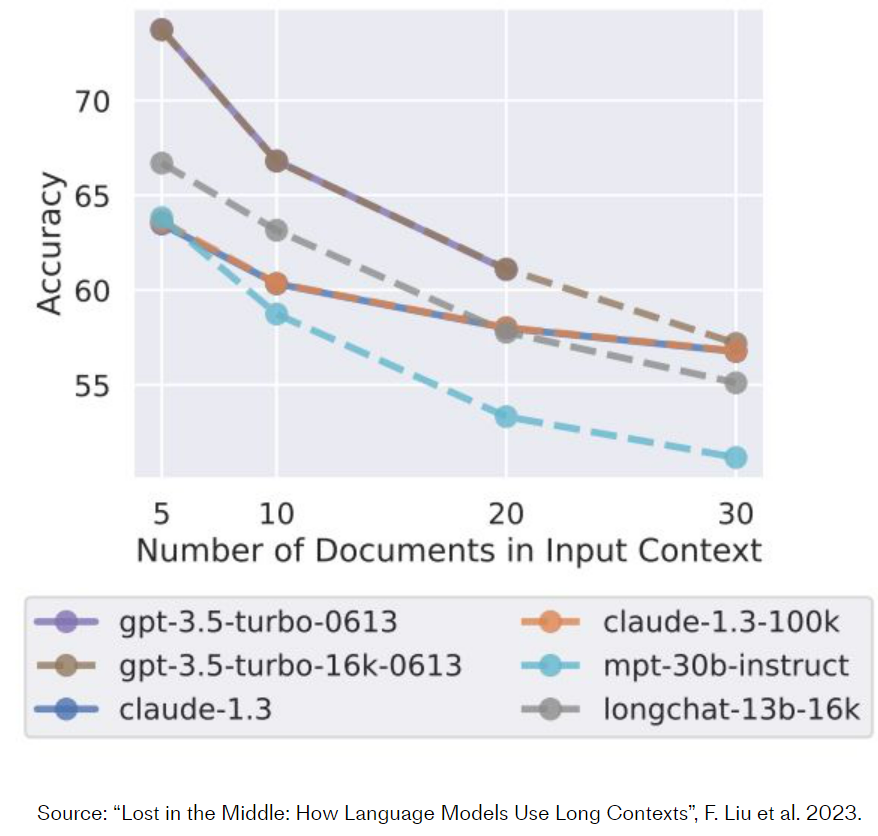 70
65
60
55
Accuracy
5 10 20 30
Number of Documents in Input Context
gpt-3.5-turbo-0613 claude-1.3-100k
gpt-3.5-turbo-16k-0613 mpt-30b-instruct
claude-1.3 longchat-13b-16k
Source: “Lost in the Middle: How Language Models Use Long Contexts”, F. Liu et al. 2023.